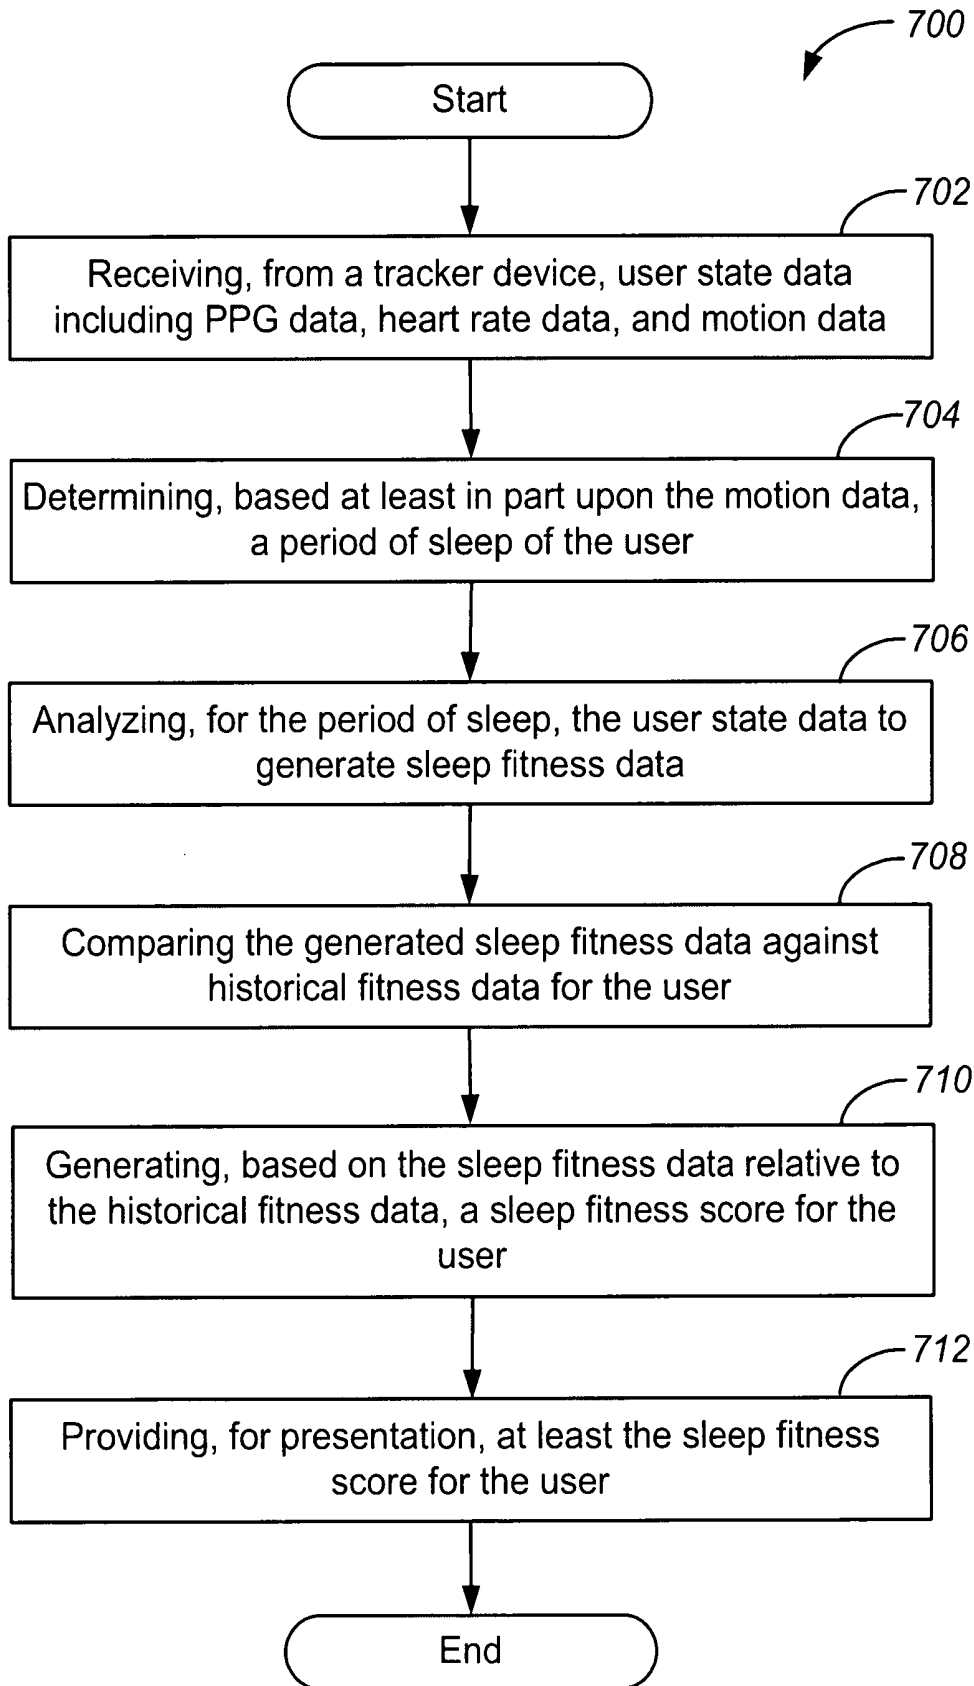 700
Start
702
Receiving, from a tracker device, user state data
including PPG data, heart rate data, and motion data
704
Determining, based at least in part upon the motion data,
a period of sleep of the user
706
Analyzing, for the period of sleep, the user state data to
generate sleep fitness data
708
Comparing the generated sleep fitness data against
historical fitness data for the user
710
Generating, based on the sleep fitness data relative to
the historical fitness data, a sleep fitness score for the
user
712
Providing, for presentation, at least the sleep fitness
score for the user
End